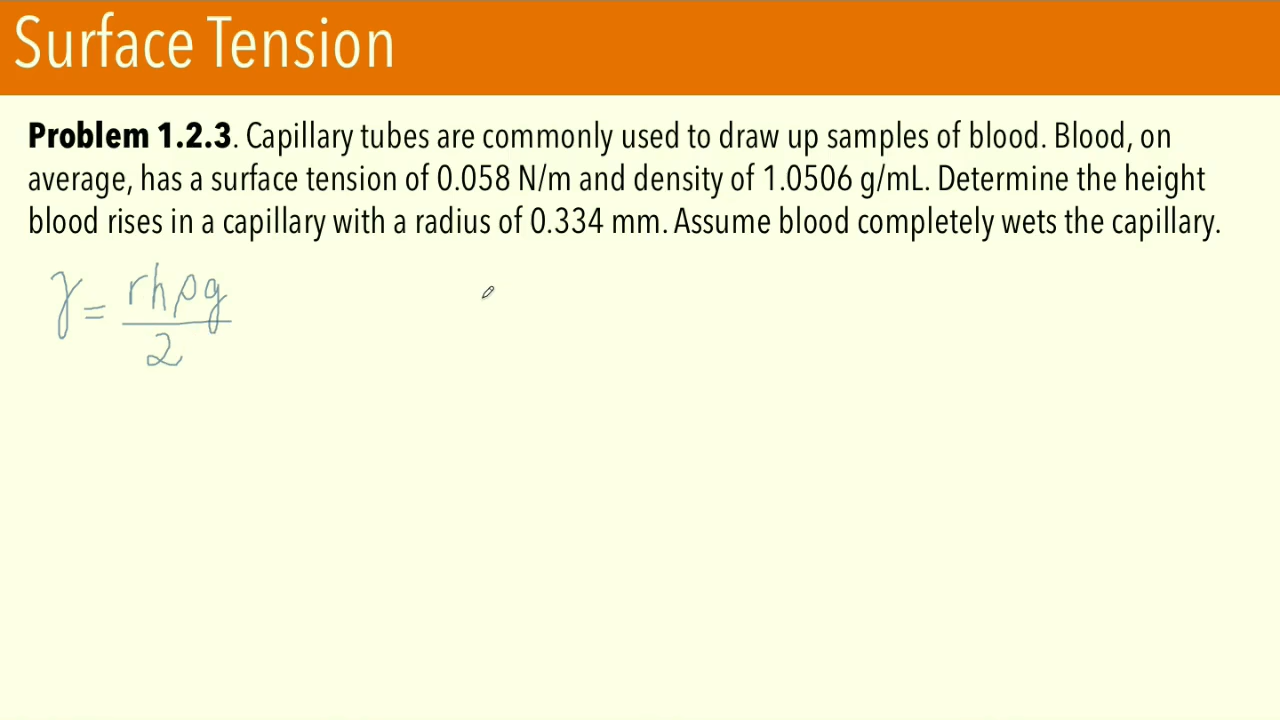 Surface Tension
Problem 1.2.3. Capillary tubes are commonly used to draw up samples of blood. Blood, on
average, has a surface tension of 0.058 N/m and density of 1.0506 g/mL. Determine the height
blood rises in a capillary with a radius of 0.334 mm. Assume blood completely wets the capillary.
γ = rhρg
2